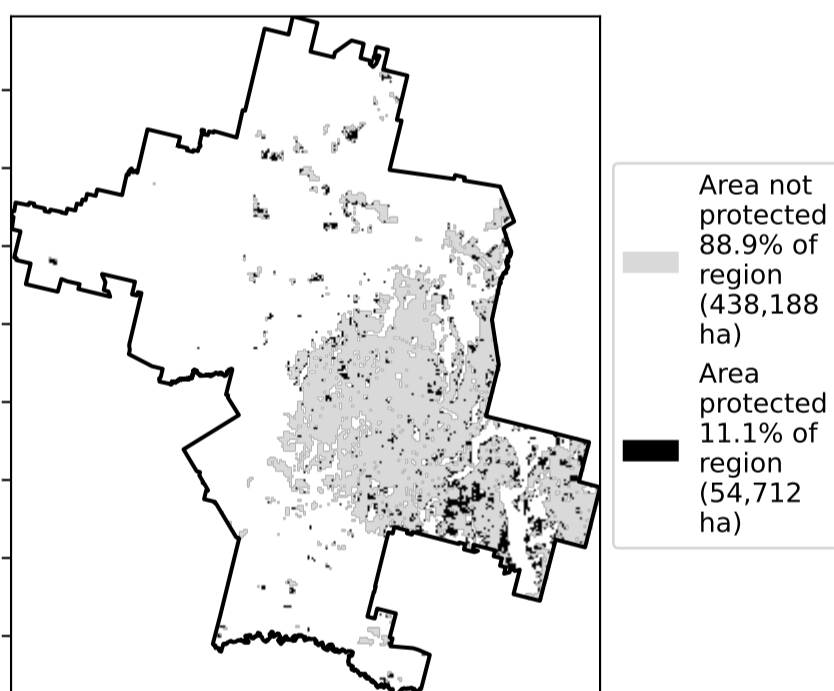 Area not
protected
88.9% of
region
(438,188
ha)
Area
protected
11.1% of
region
(54,712
ha)